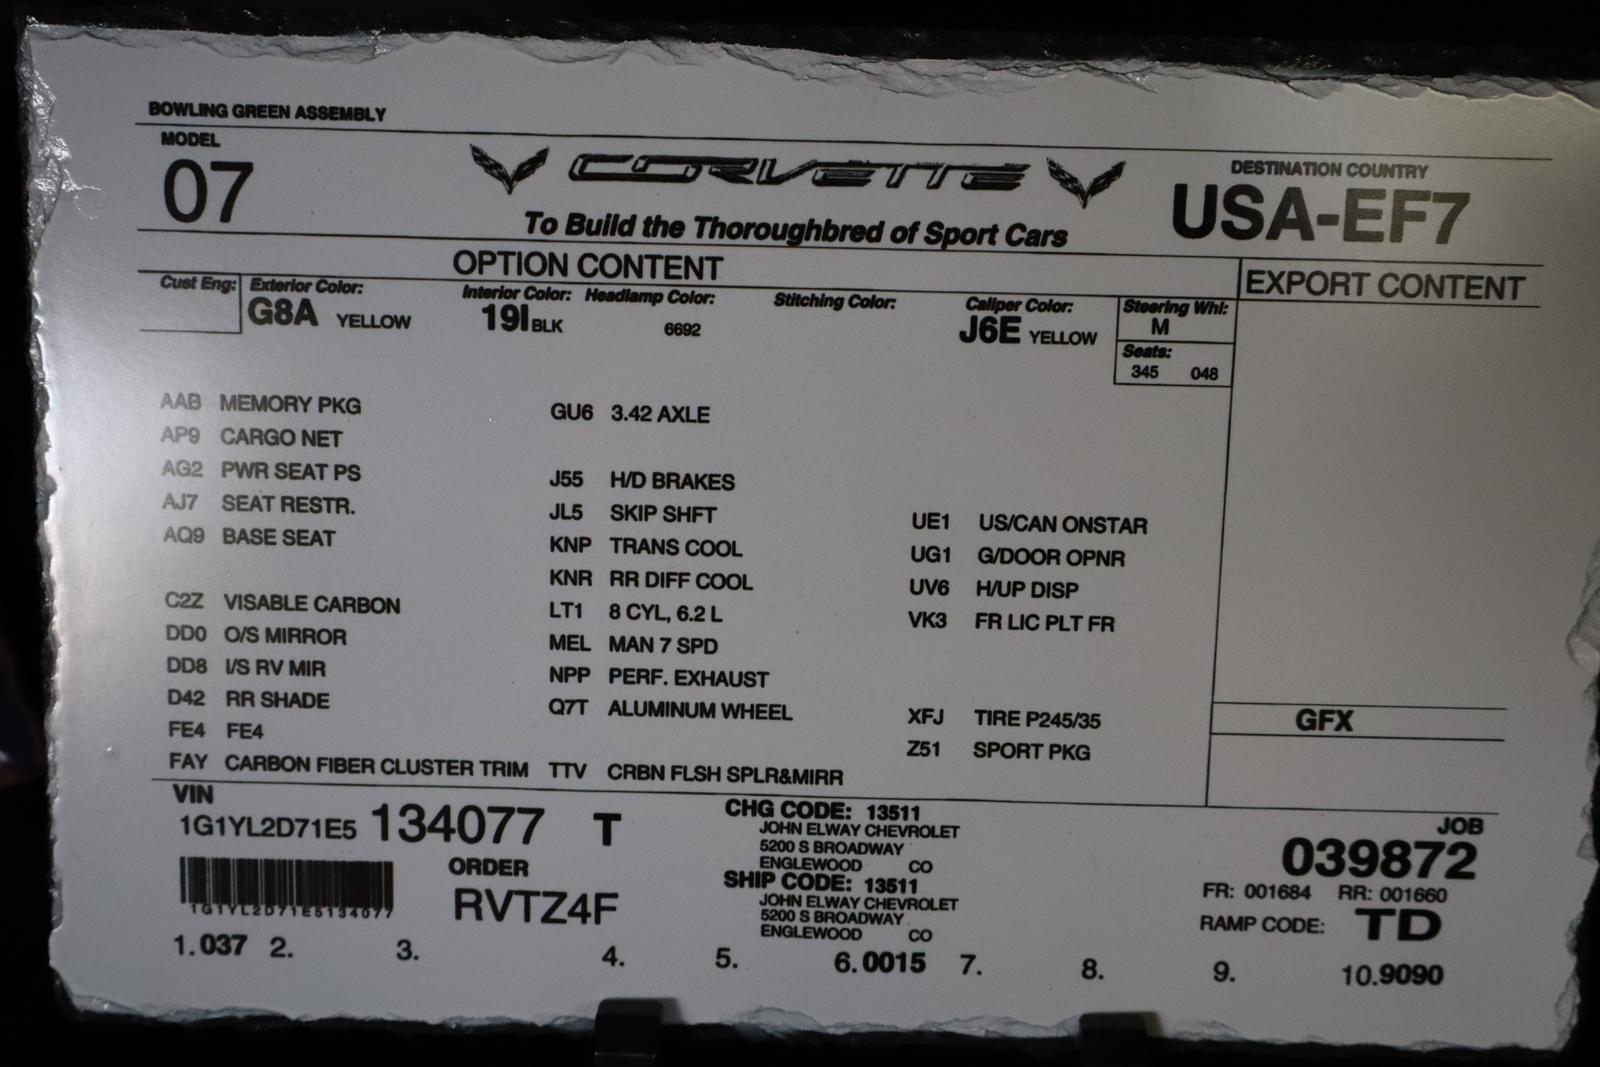 BOWLING GREEN ASSEMBLY
MODEL
07
CORVETTE
To Build the Thoroughbred of Sport Cars
DESTINATION COUNTRY
USA-EF7
OPTION CONTENT
EXPORT CONTENT
Cust Eng:
Exterior Color:
G8A YELLOW
Interior Color:
19I BLK
Headlamp Color:
6692
Stitching Color:
Caliper Color:
J6E YELLOW
Steering Whl:
M
Seats:
345 048
AAB MEMORY PKG
AP9 CARGO NET
AG2 PWR SEAT PS
AJ7 SEAT RESTR.
AQ9 BASE SEAT
C2Z VISABLE CARBON
DD0 O/S MIRROR
DD8 I/S RV MIR
D42 RR SHADE
FE4 FE4
FAY CARBON FIBER CLUSTER TRIM
GU6 3.42 AXLE
J55 H/D BRAKES
JL5 SKIP SHFT
KNP TRANS COOL
KNR RR DIFF COOL
LT1 8 CYL, 6.2 L
MEL MAN 7 SPD
NPP PERF. EXHAUST
Q7T ALUMINUM WHEEL
TTV CRBN FLSH SPLR&MIRR
UE1 US/CAN ONSTAR
UG1 G/DOOR OPNR
UV6 H/UP DISP
VK3 FR LIC PLT FR
XFJ TIRE P245/35
Z51 SPORT PKG
GFX
VIN
1G1YL2D71E5 134077 T
1G1YL2D71E5134077
ORDER
RVTZ4F
CHG CODE: 13511
JOHN ELWAY CHEVROLET
5200 S BROADWAY
ENGLEWOOD CO
SHIP CODE: 13511
JOHN ELWAY CHEVROLET
5200 S BROADWAY
ENGLEWOOD CO
JOB
039872
FR: 001684 RR: 001660
RAMP CODE: TD
1.037 2. 3. 4. 5. 6.0015 7. 8. 9. 10.9090